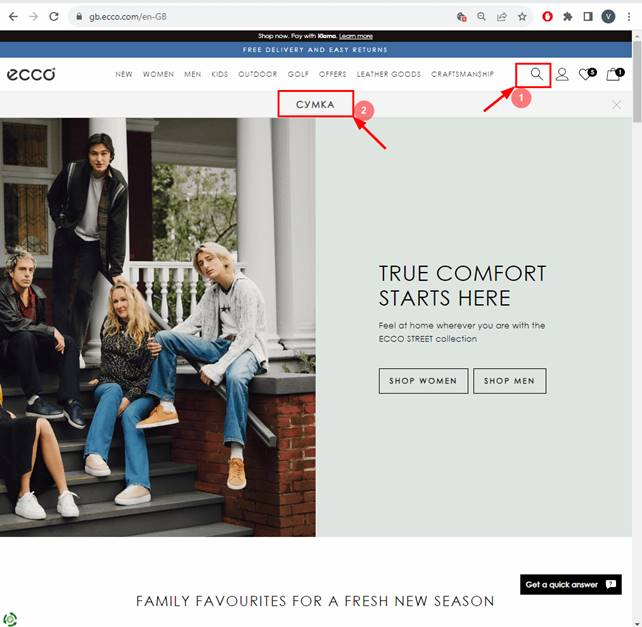 gb.ecco.com/en-GB
V
Shop now. Pay with Klarna. Learn more
FREE DELIVERY AND EASY RETURNS
ecco
NEW WOMEN MEN KIDS OUTDOOR GOLF OFFERS LEATHER GOODS CRAFTSMANSHIP
5
1
1
СУМКА
2
TRUE COMFORT
STARTS HERE
Feel at home wherever you are with the
ECCO STREET collection
SHOP WOMEN SHOP MEN
Get a quick answer
FAMILY FAVOURITES FOR A FRESH NEW SEASON